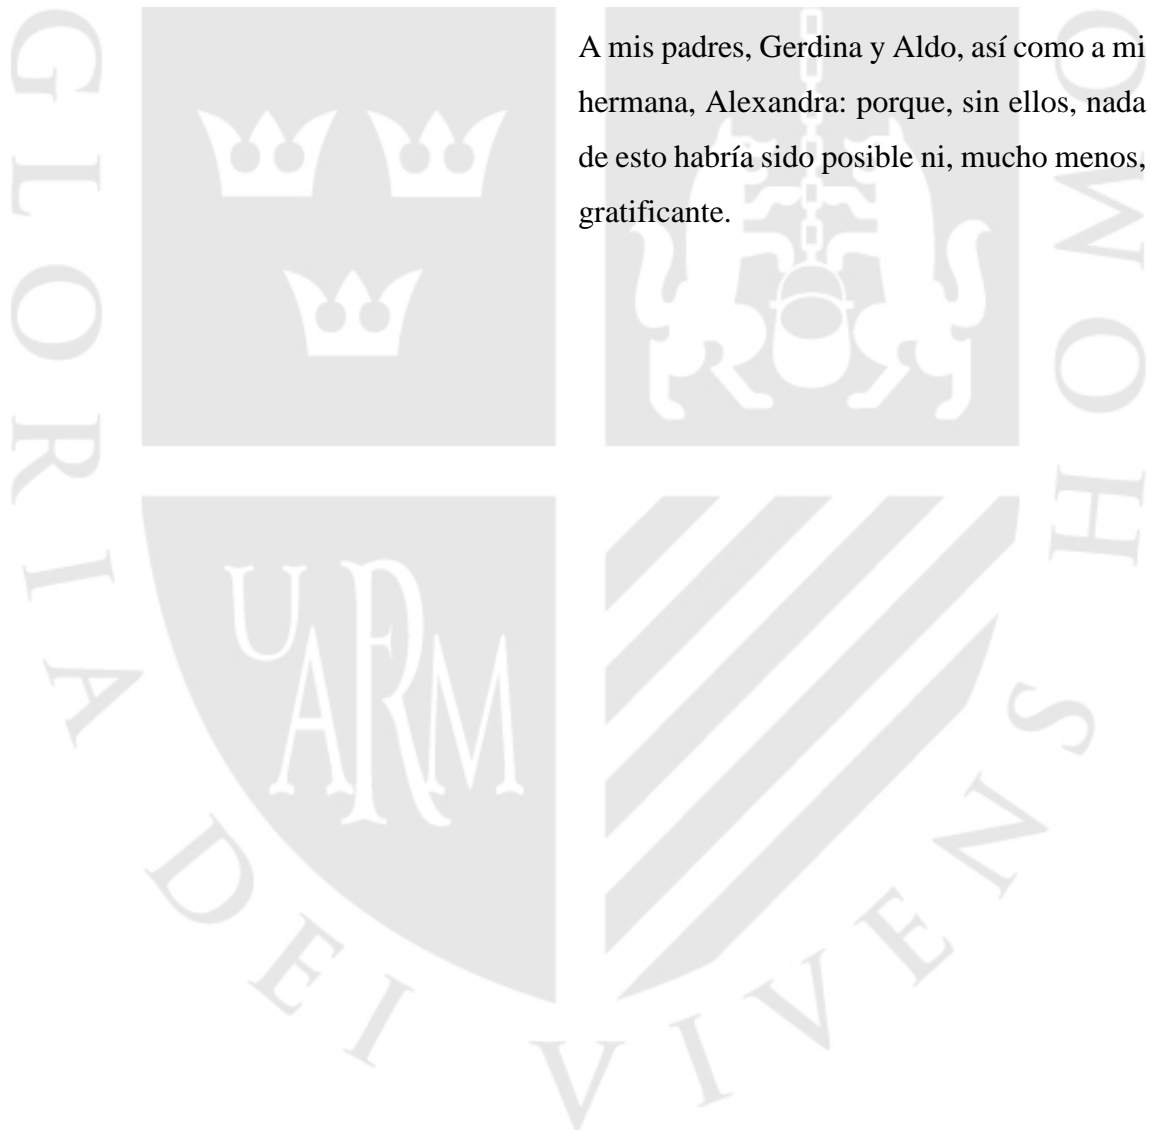 A mis padres, Gerdina y Aldo, así como a mi
hermana, Alexandra: porque, sin ellos, nada
de esto habría sido posible ni, mucho menos,
gratificante.
GLORIA DEI VIVENS HOMO
UARM